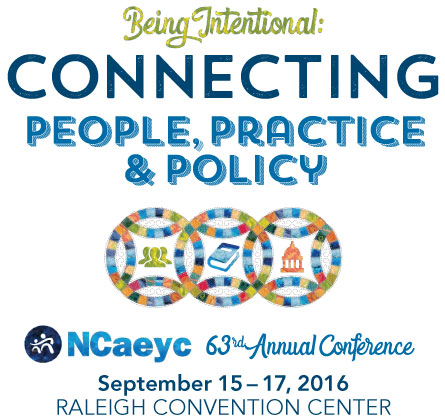 Being Intentional:
CONNECTING
PEOPLE, PRACTICE
& POLICY
NCaeyc 63rd Annual Conference
September 15 – 17, 2016
RALEIGH CONVENTION CENTER